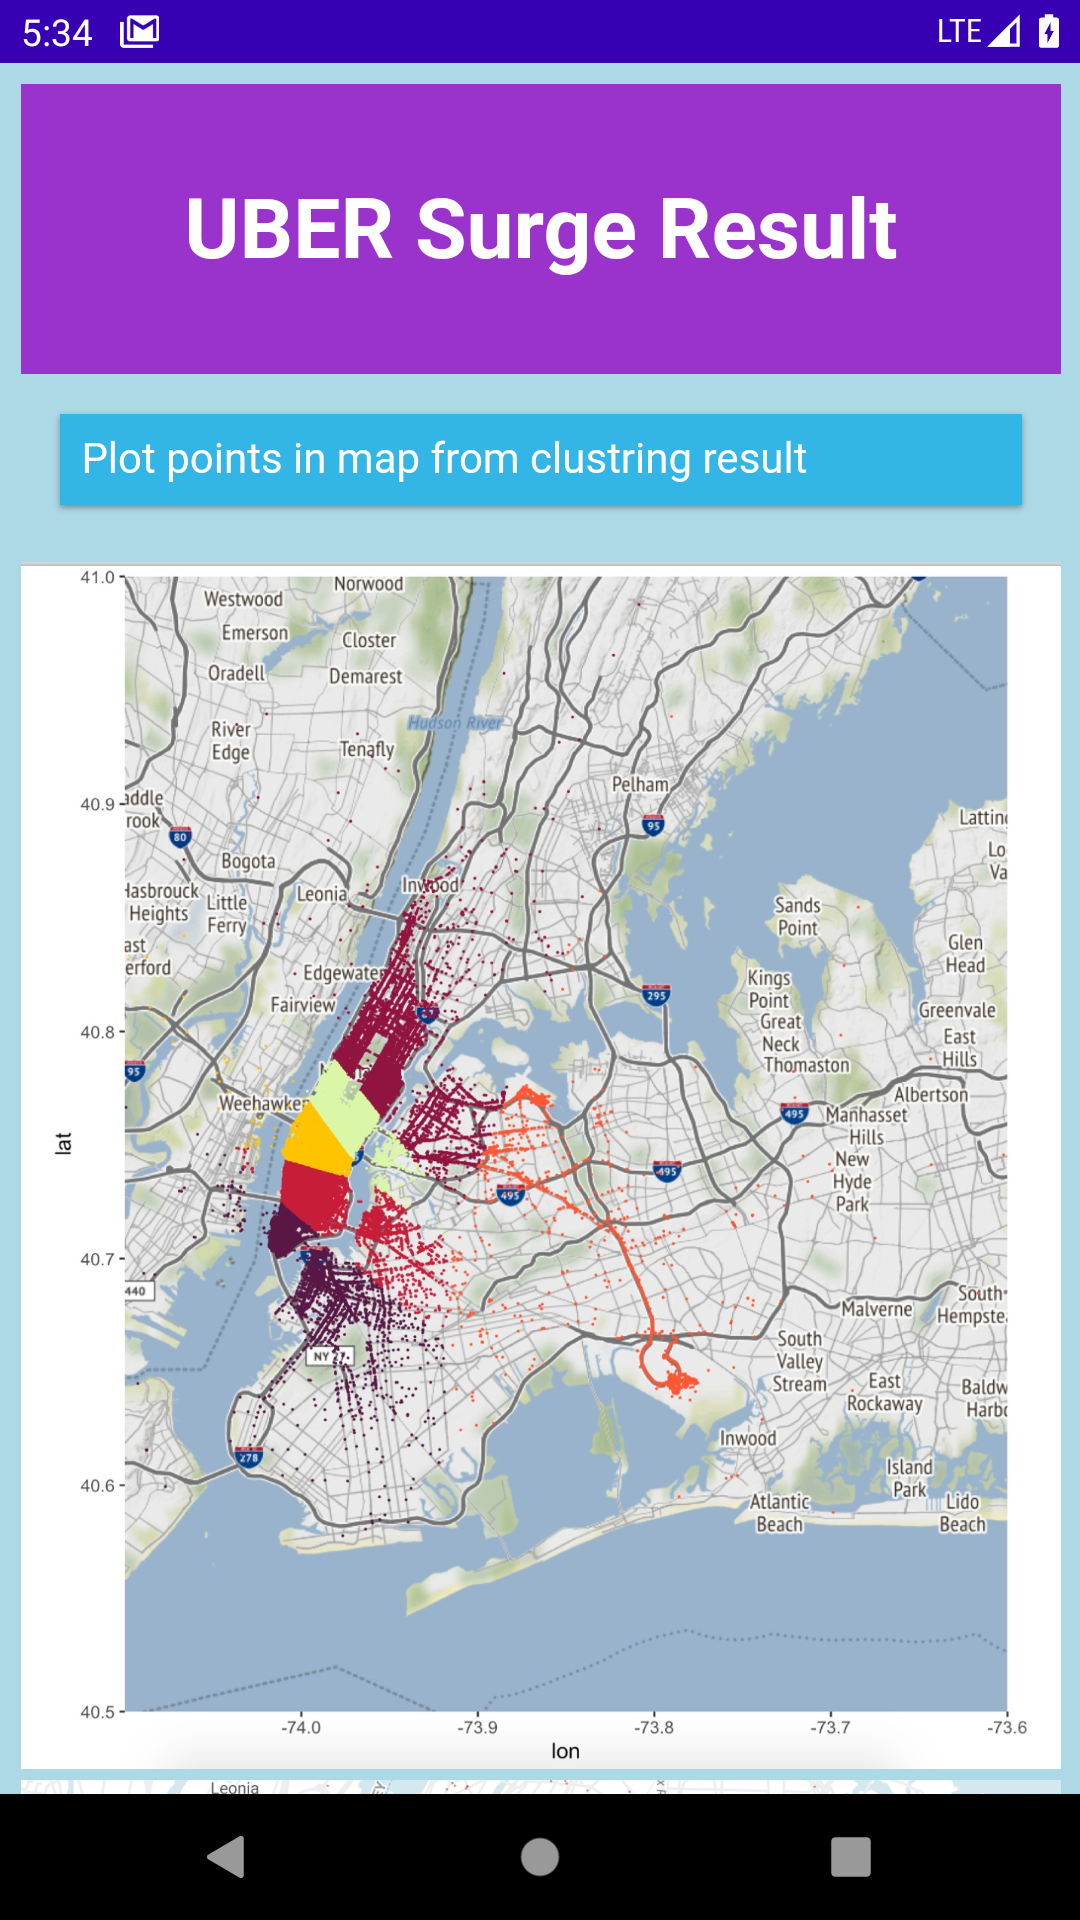 5:34
LTE
UBER Surge Result
Plot points in map from clustring result
41.0
Norwood
Westwood
Emerson
Closter
Oradell
Demarest
Hudson River
River
Edge
Tenafly
Pelham
40.9
addle
rook
95
80
Lattin
Bogota
Lo
Va
Hasbrouck
Heights
Leonia
Inwood
Little
Ferry
Sands
Point
ast
erford
Edgewater
Glen
Head
Kings
Point
295
Fairview
Great
Neck
Greenvale
40.8
East
Hills
95
Thomaston
Albertson
Weehawken
495
Manhasset
Hills
495
New
Hyde
Park
495
lat
40.7
440
South
Hempste
Malverne
NY 27
South
Valley
Stream
East
Rockaway
Baldw
Harbo
Inwood
278
Island
Park
40.6
Atlantic
Beach
Lido
Beach
40.5
-74.0
-73.9
-73.8
-73.7
-73.6
lon
Leonia